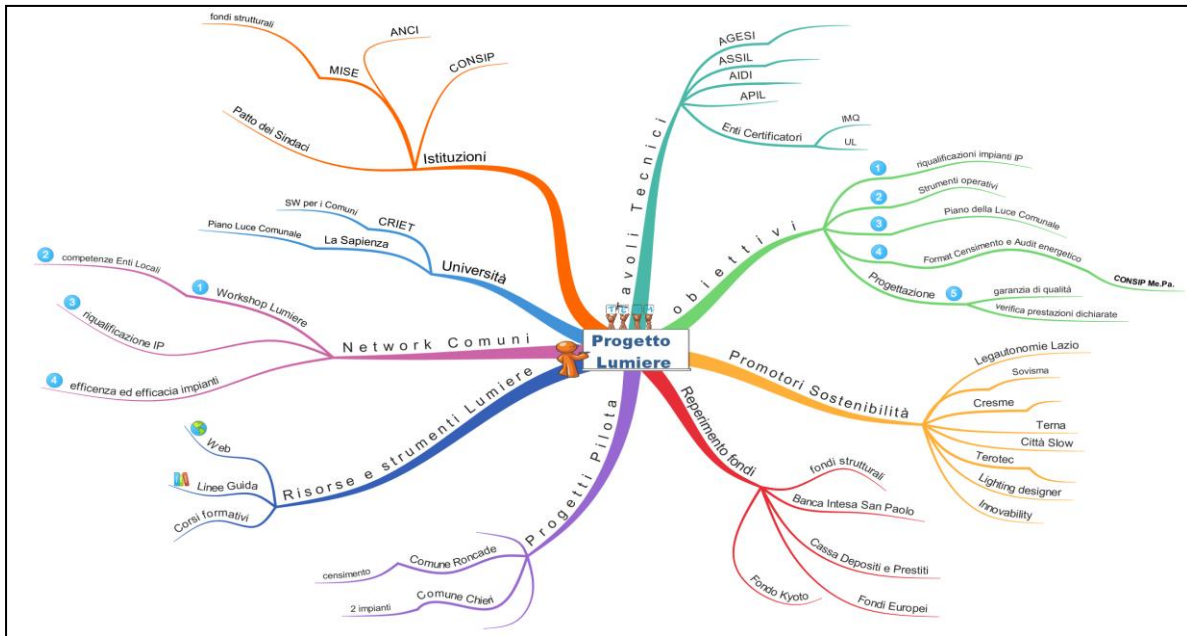 Progetto
Lumiere
Tavoli Tecnici
AGESI
ASSIL
AIDI
APIL
Enti Certificatori
IMQ
UL
obiettivi
1
riqualificazioni impianti IP
2
Strumenti operativi
3
Piano della Luce Comunale
4
Format Censimento e Audit energetico
CONSIP Me.Pa.
Progettazione
5
garanzia di qualità
verifica prestazioni dichiarate
Promotori Sostenibilità
Legautonomie Lazio
Sovisma
Cresme
Terna
Città Slow
Terotec
Lighting designer
Innovability
Reperimento fondi
fondi strutturali
Banca Intesa San Paolo
Cassa Depositi e Prestiti
Fondi Europei
Fondo Kyoto
Progetti Pilota
Comune Roncade
censimento
Comune Chieri
2 impianti
Risorse e strumenti Lumiere
Web
Linee Guida
Corsi formativi
Network Comuni
1
Workshop Lumiere
2
competenze Enti Locali
3
riqualificazione IP
4
efficenza ed efficacia impianti
Università
CRIET
SW per i Comuni
La Sapienza
Piano Luce Comunale
Istituzioni
CONSIP
ANCI
MISE
fondi strutturali
Patto dei Sindaci